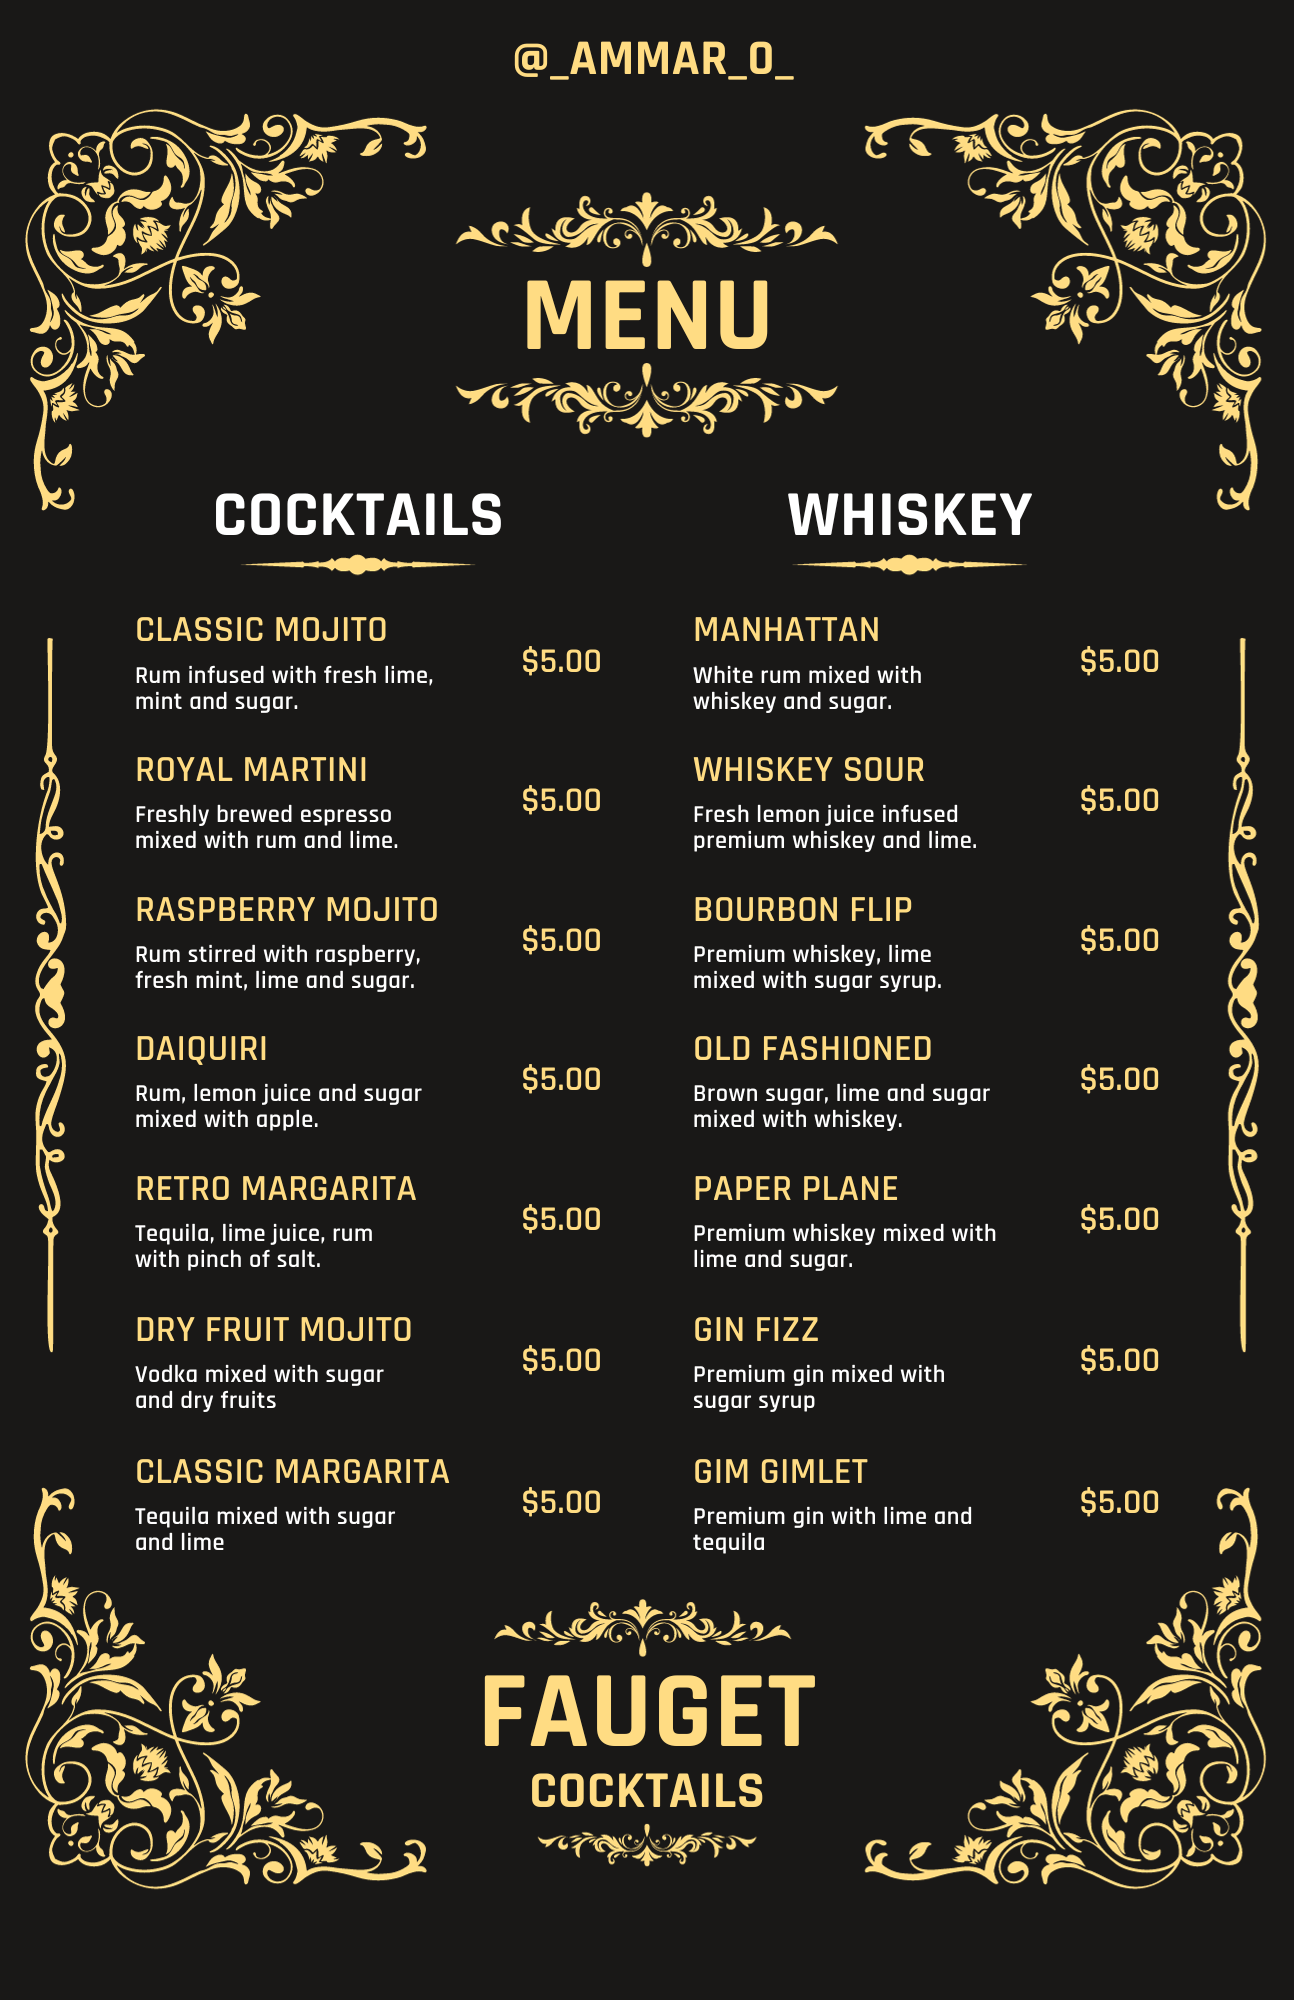 @_AMMAR_O_
MENU
COCKTAILS
CLASSIC MOJITO
Rum infused with fresh lime,
mint and sugar.
$5.00
ROYAL MARTINI
Freshly brewed espresso
mixed with rum and lime.
$5.00
RASPBERRY MOJITO
Rum stirred with raspberry,
fresh mint, lime and sugar.
$5.00
DAIQUIRI
Rum, lemon juice and sugar
mixed with apple.
$5.00
RETRO MARGARITA
Tequila, lime juice, rum
with pinch of salt.
$5.00
DRY FRUIT MOJITO
Vodka mixed with sugar
and dry fruits
$5.00
CLASSIC MARGARITA
Tequila mixed with sugar
and lime
$5.00
WHISKEY
MANHATTAN
White rum mixed with
whiskey and sugar.
$5.00
WHISKEY SOUR
Fresh lemon juice infused
premium whiskey and lime.
$5.00
BOURBON FLIP
Premium whiskey, lime
mixed with sugar syrup.
$5.00
OLD FASHIONED
Brown sugar, lime and sugar
mixed with whiskey.
$5.00
PAPER PLANE
Premium whiskey mixed with
lime and sugar.
$5.00
GIN FIZZ
Premium gin mixed with
sugar syrup
$5.00
GIM GIMLET
Premium gin with lime and
tequila
$5.00
FAUGET
COCKTAILS